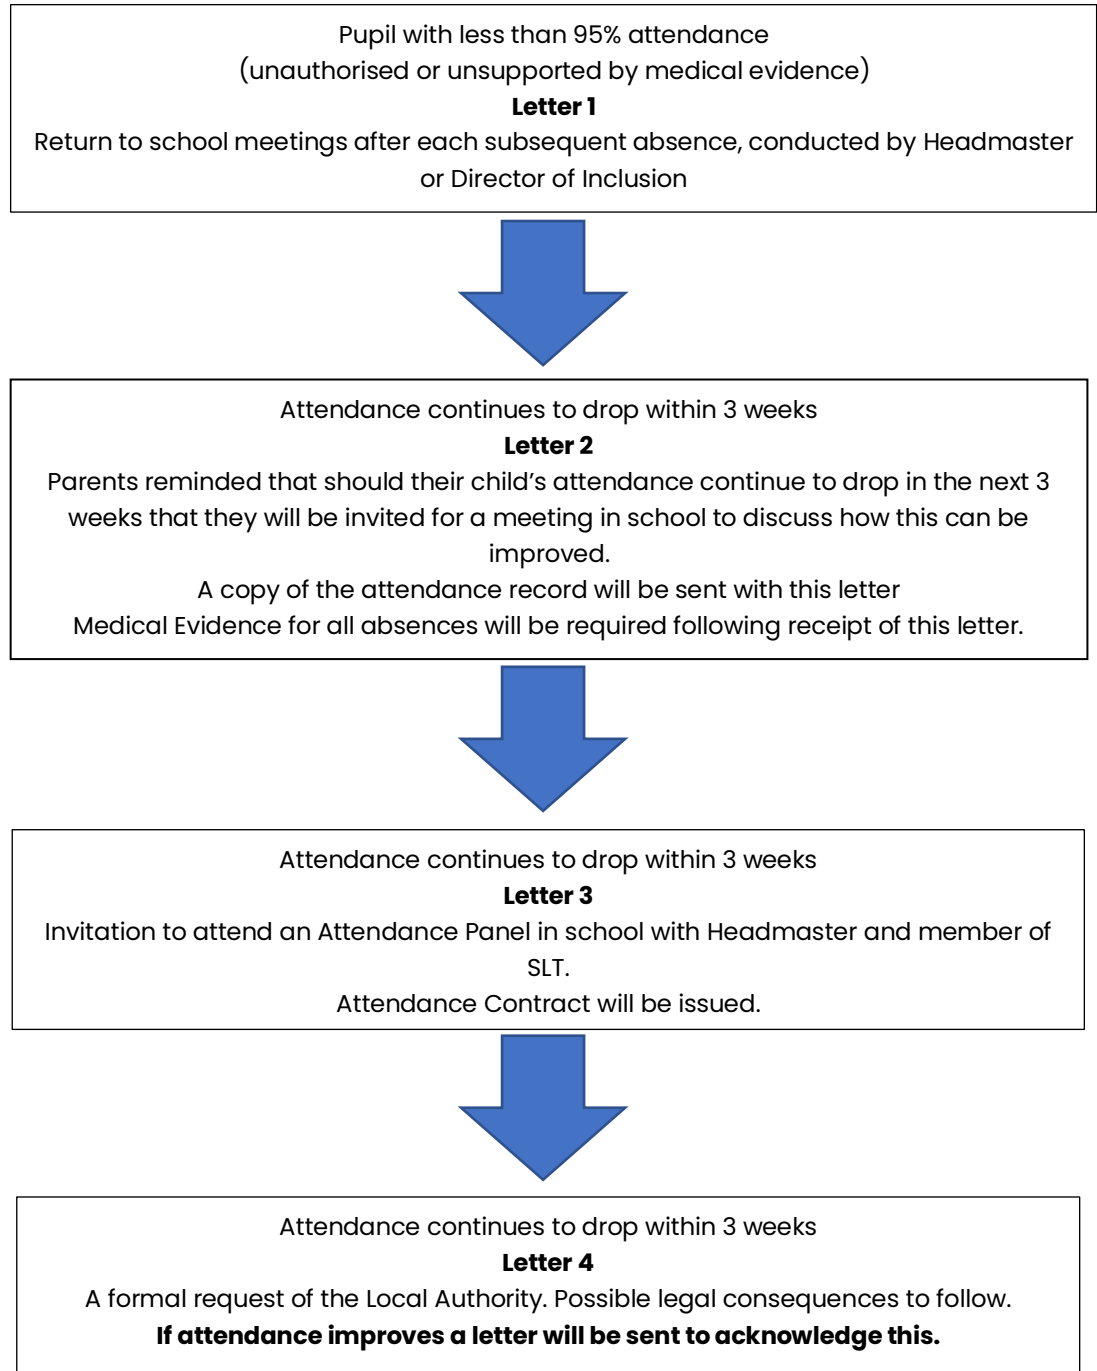 Pupil with less than 95% attendance
(unauthorised or unsupported by medical evidence)
Letter 1
Return to school meetings after each subsequent absence, conducted by Headmaster
or Director of Inclusion
Attendance continues to drop within 3 weeks
Letter 2
Parents reminded that should their child’s attendance continue to drop in the next 3
weeks that they will be invited for a meeting in school to discuss how this can be
improved.
A copy of the attendance record will be sent with this letter
Medical Evidence for all absences will be required following receipt of this letter.
Attendance continues to drop within 3 weeks
Letter 3
Invitation to attend an Attendance Panel in school with Headmaster and member of
SLT.
Attendance Contract will be issued.
Attendance continues to drop within 3 weeks
Letter 4
A formal request of the Local Authority. Possible legal consequences to follow.
If attendance improves a letter will be sent to acknowledge this.